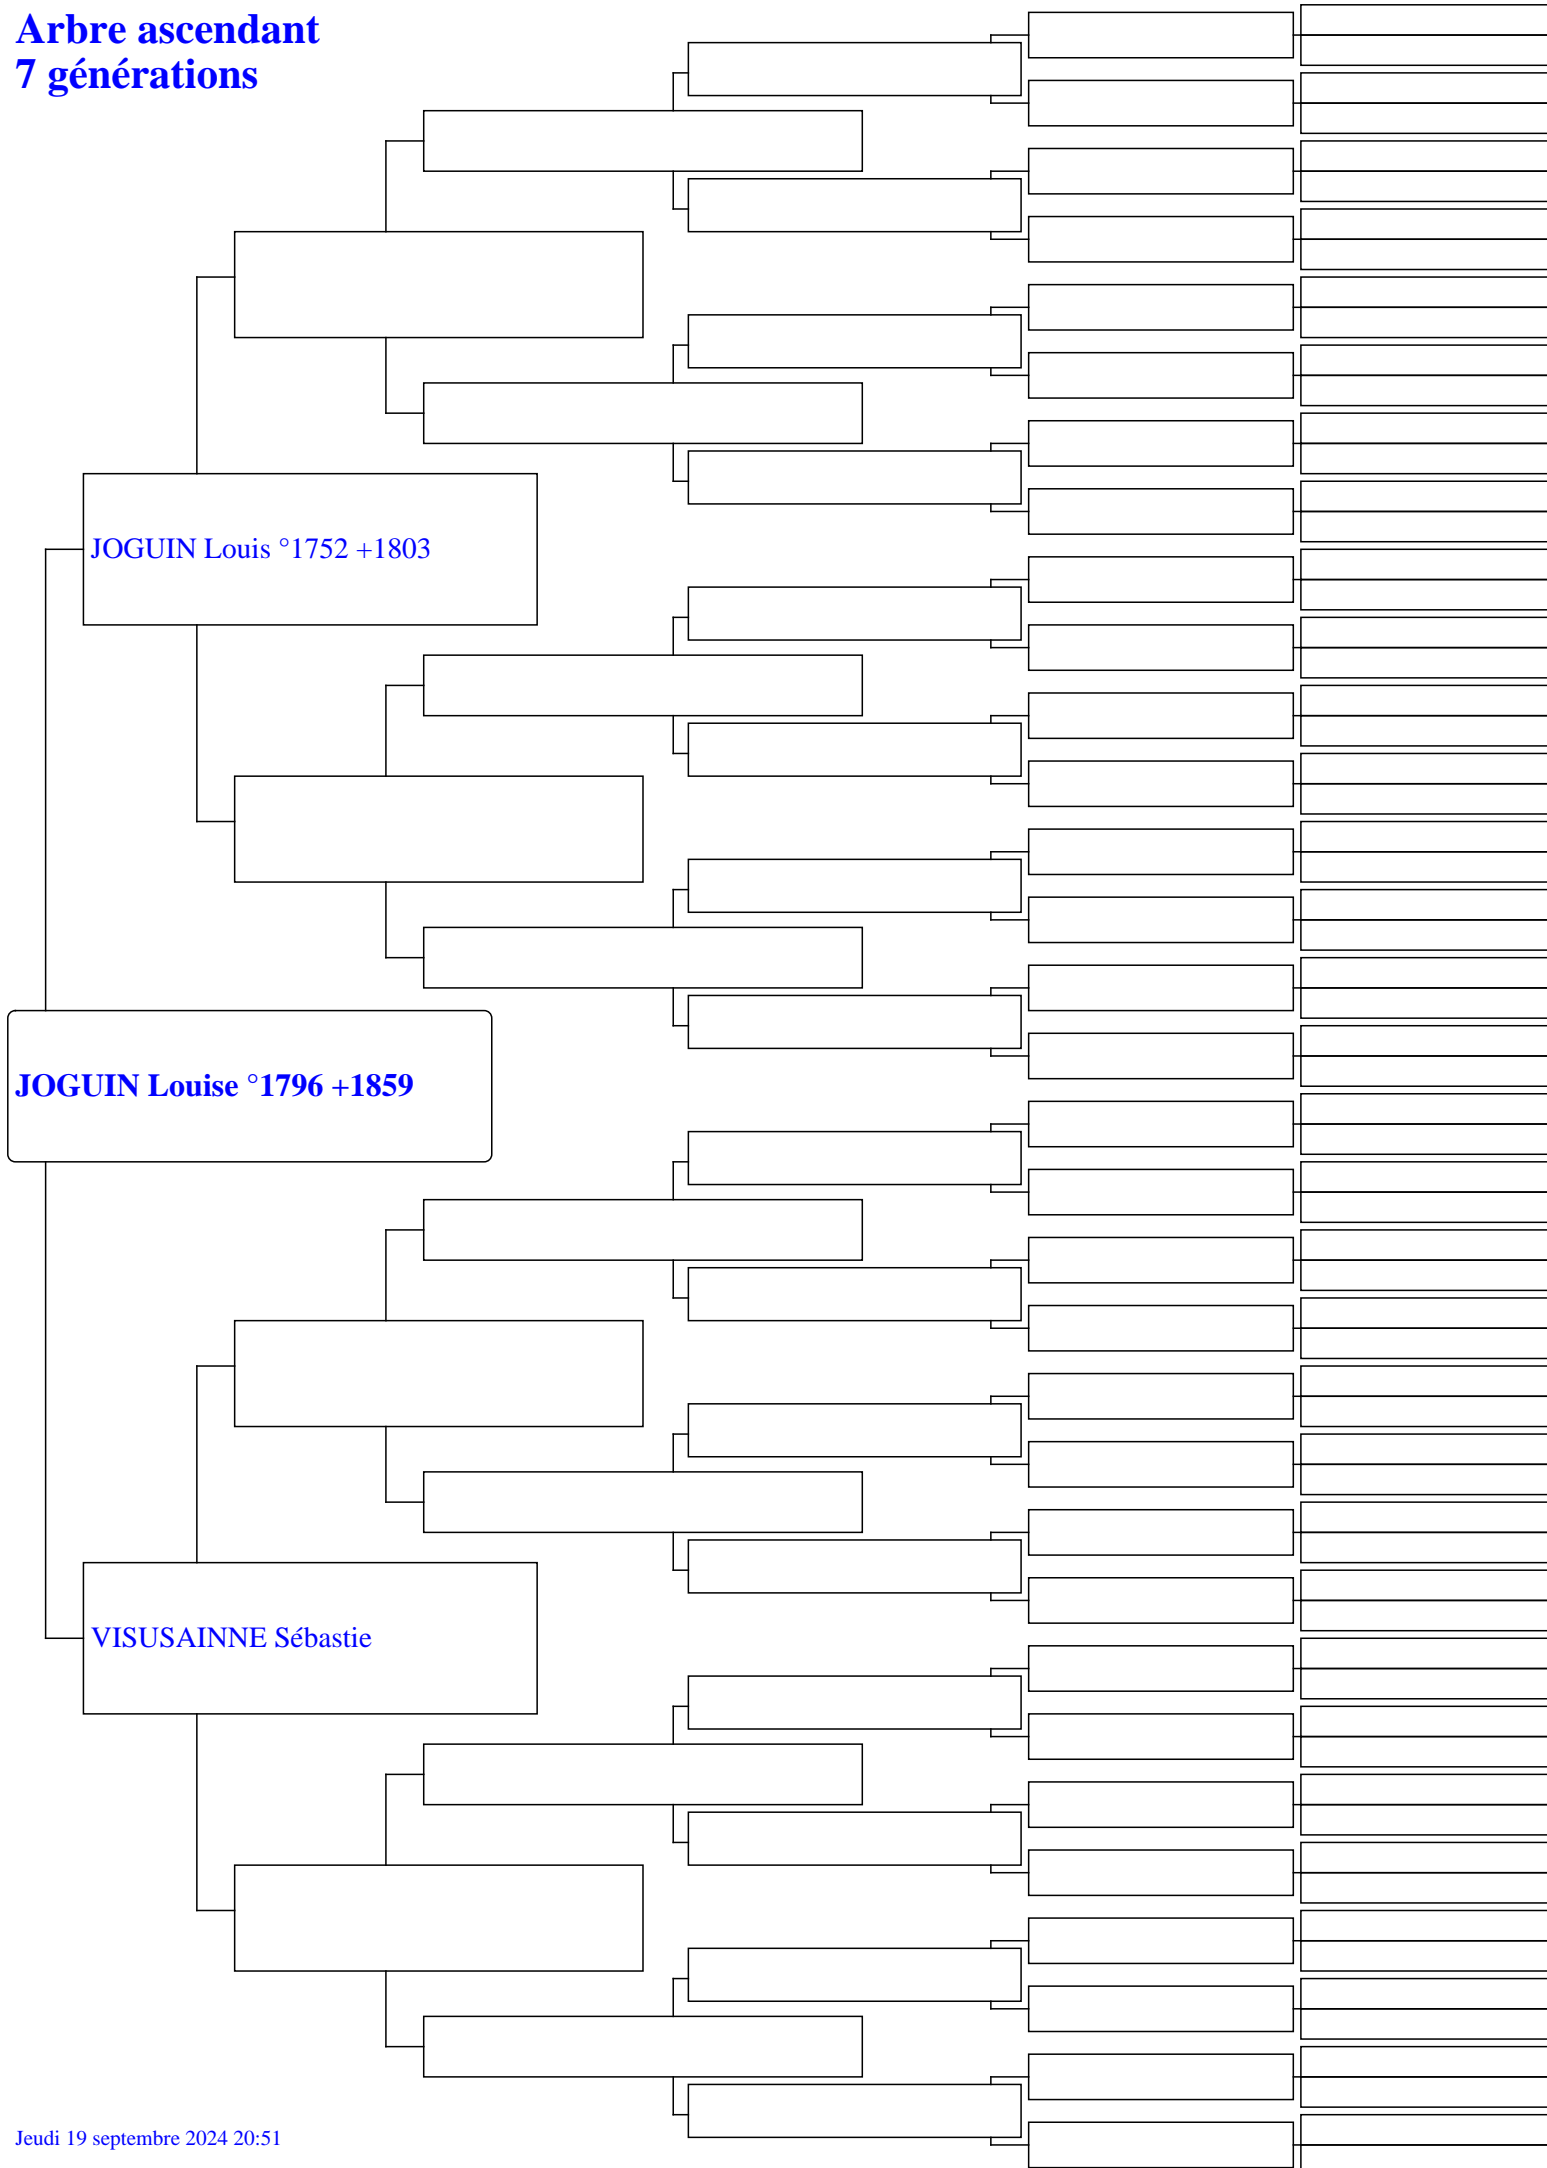 Arbre ascendant
7 générations
JOGUIN Louis °1752 +1803
JOGUIN Louise °1796 +1859
VISUSAINNE Sébastie
Jeudi 19 septembre 2024 20:51